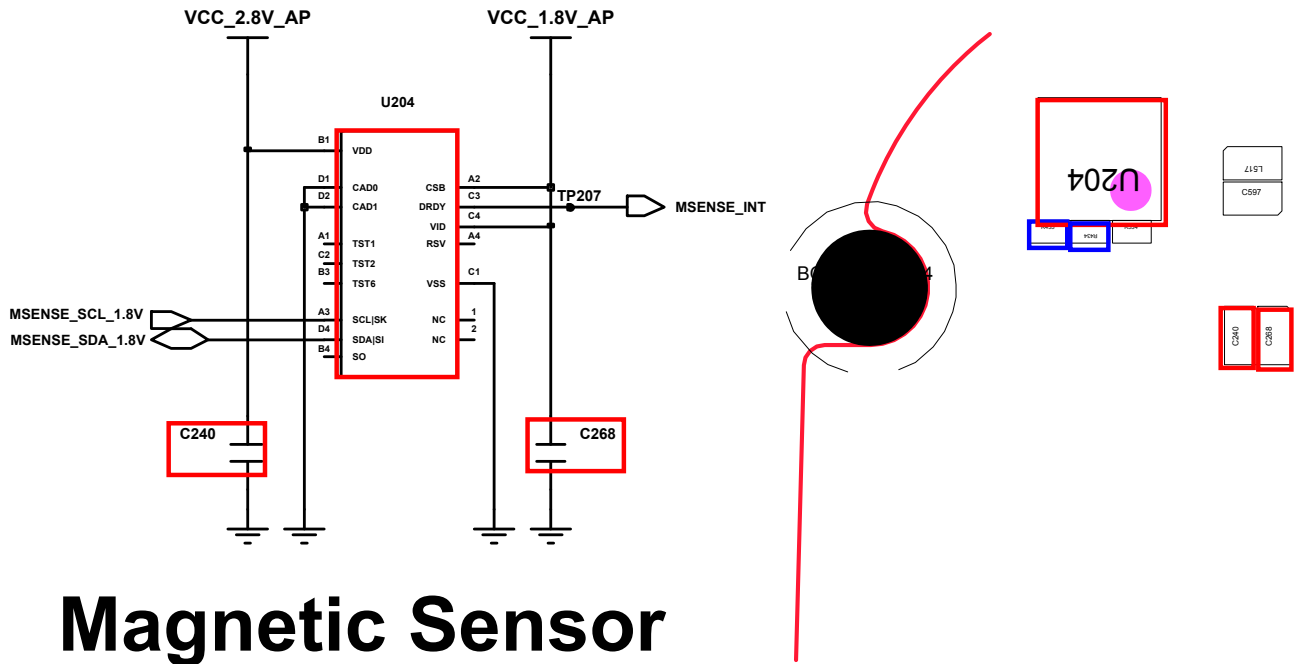 VCC_2.8V_AP
VCC_1.8V_AP
U204
B1 VDD
D1 CAD0
D2 CAD1
A1 TST1
C2 TST2
B3 TST6
A3 SCL|SK
D4 SDA|SI
B4 SO
CSB A2
DRDY C3
VID C4
RSV A4
VSS C1
NC 1
NC 2
TP207
MSENSE_INT
MSENSE_SCL_1.8V
MSENSE_SDA_1.8V
C240
C268
Magnetic Sensor
U204
R434
L517
C597
C240
C268